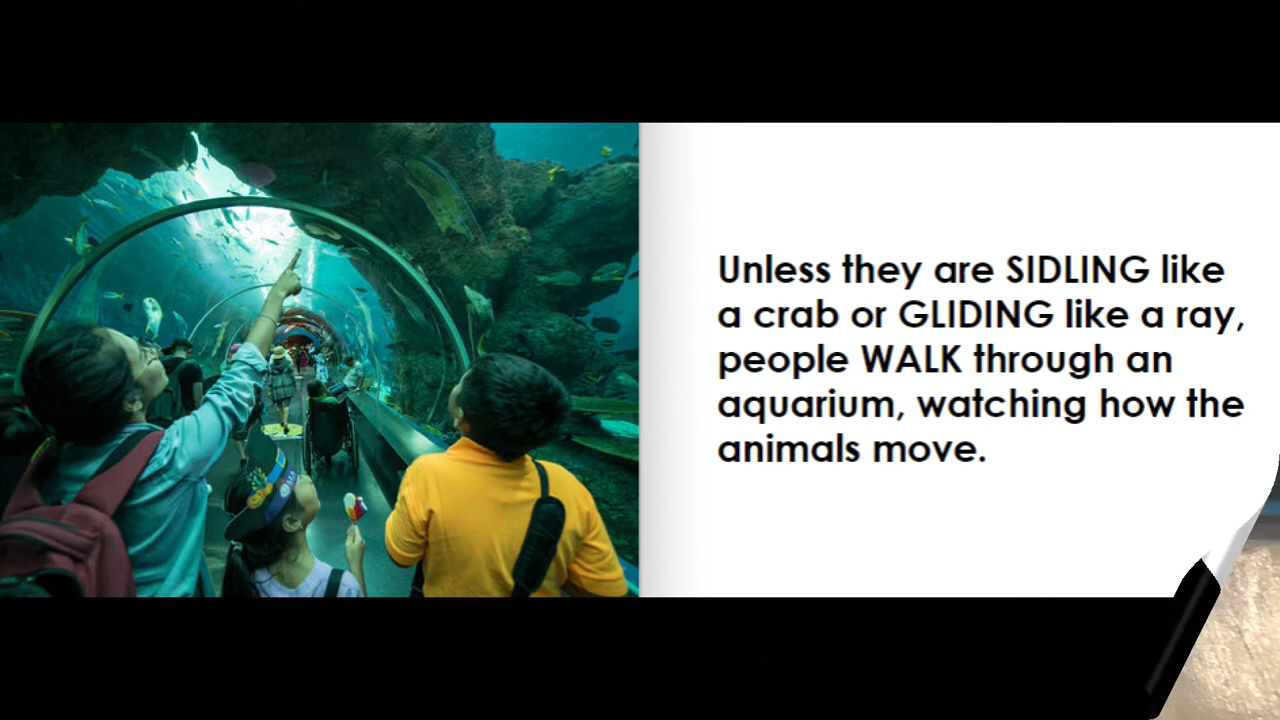 Unless they are SIDLING like
a crab or GLIDING like a ray,
people WALK through an
aquarium, watching how the
animals move.